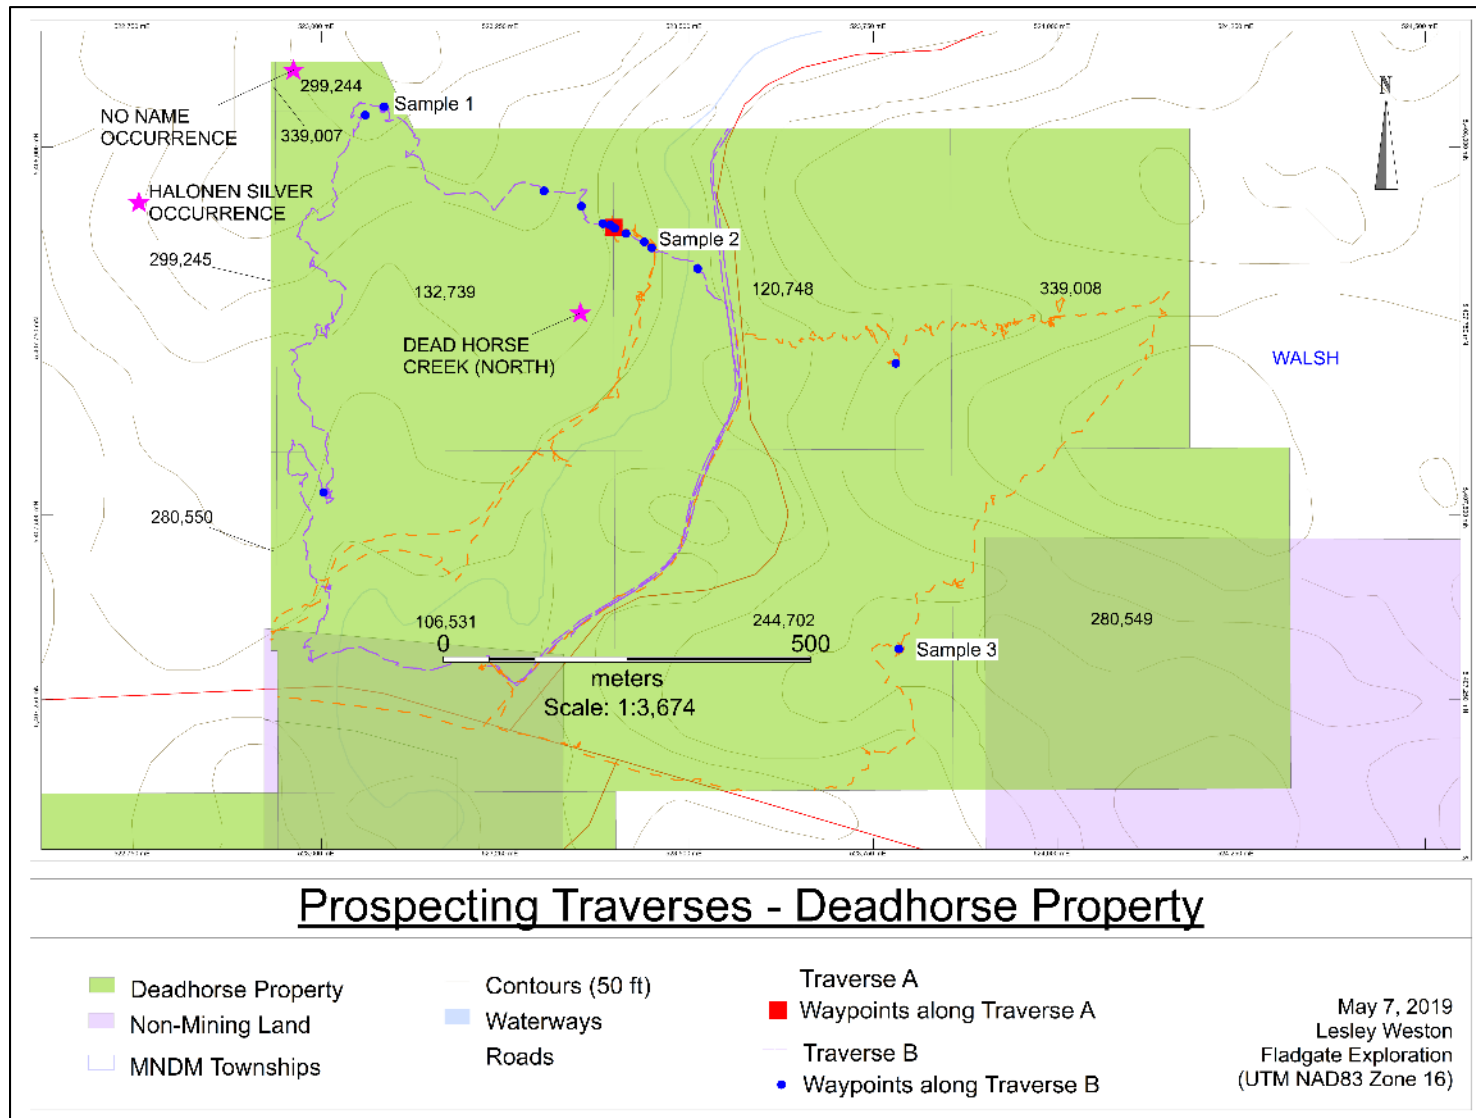 299,244
Sample 1
NO NAME
OCCURRENCE
339,007
HALONEN SILVER
OCCURRENCE
Sample 2
299,245
132,739
120,748
339,008
DEAD HORSE
CREEK (NORTH)
WALSH
280,550
106,531
244,702
280,549
0
500
Sample 3
meters
Scale: 1:3,674
N
Prospecting Traverses - Deadhorse Property
Deadhorse Property
Non-Mining Land
MNDM Townships
Contours (50 ft)
Waterways
Roads
Traverse A
Waypoints along Traverse A
Traverse B
Waypoints along Traverse B
May 7, 2019
Lesley Weston
Fladgate Exploration
(UTM NAD83 Zone 16)